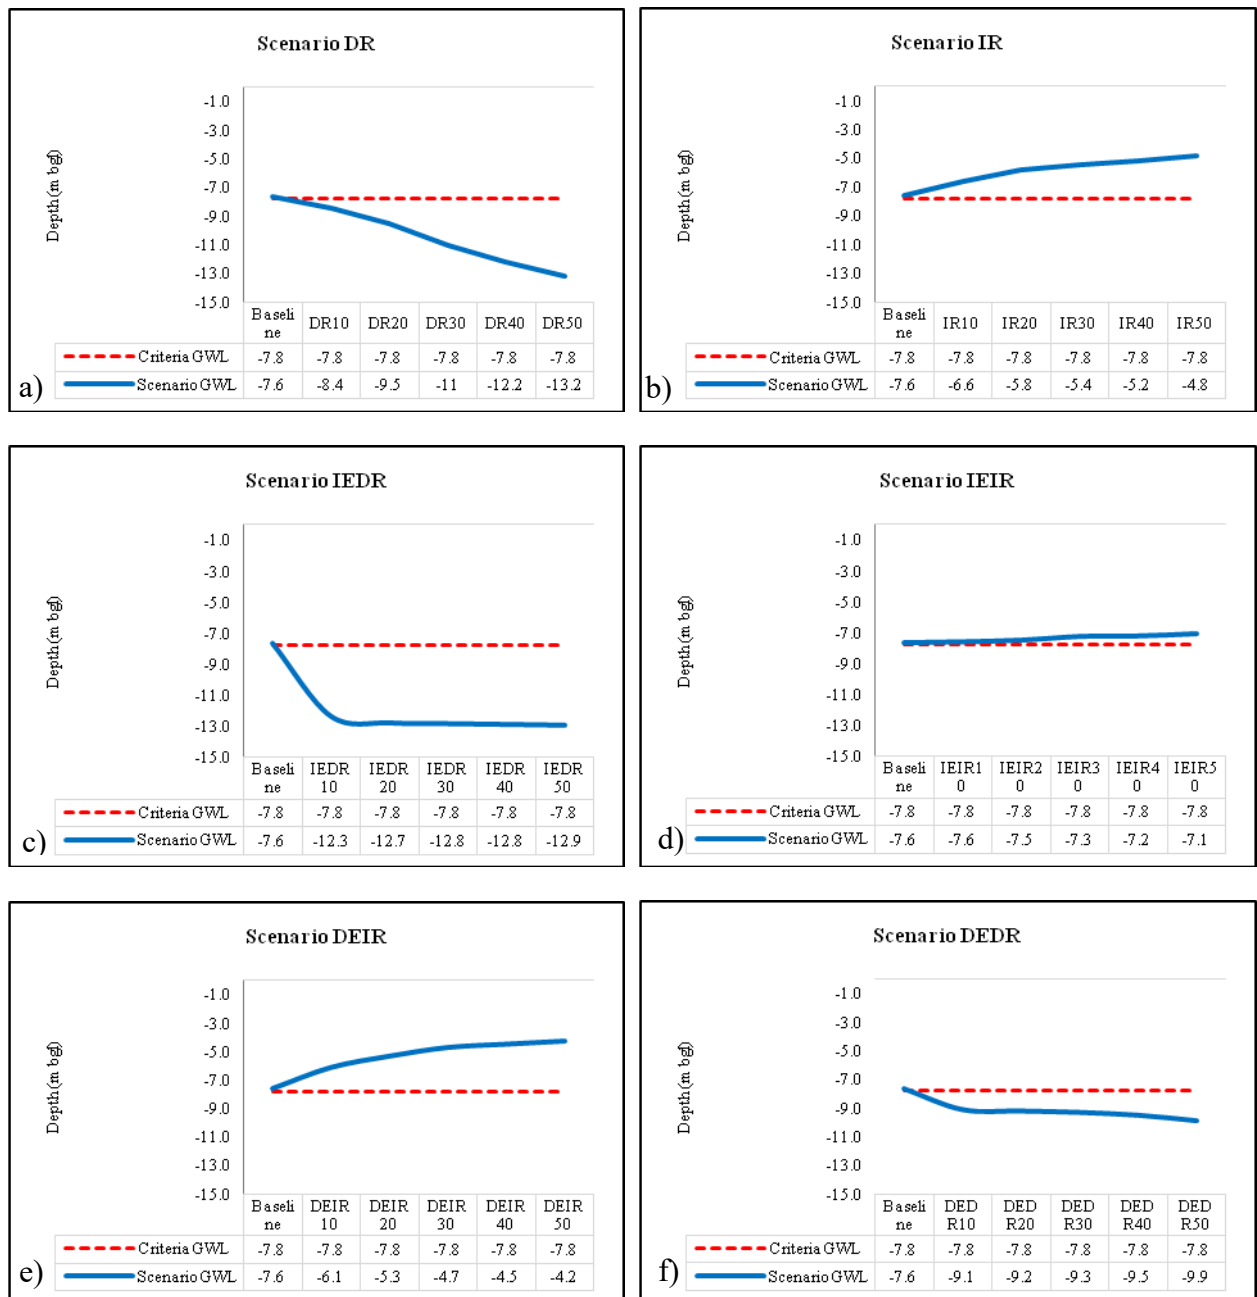 Scenario DR
Depth(m bgl)
-1.0
-3.0
-5.0
-7.0
-9.0
-11.0
-13.0
-15.0
Baseli
ne DR10 DR20 DR30 DR40 DR50
Criteria GWL -7.8 -7.8 -7.8 -7.8 -7.8 -7.8
Scenario GWL -7.6 -8.4 -9.5 -11 -12.2 -13.2
a)
Scenario IR
Depth(m bgl)
-1.0
-3.0
-5.0
-7.0
-9.0
-11.0
-13.0
-15.0
Baseli
ne IR10 IR20 IR30 IR40 IR50
Criteria GWL -7.8 -7.8 -7.8 -7.8 -7.8 -7.8
Scenario GWL -7.6 -6.6 -5.8 -5.4 -5.2 -4.8
b)
Scenario IEDR
Depth(m bgl)
-1.0
-3.0
-5.0
-7.0
-9.0
-11.0
-13.0
-15.0
Baseli IEDR IEDR IEDR IEDR IEDR
ne 10 20 30 40 50
Criteria GWL -7.8 -7.8 -7.8 -7.8 -7.8 -7.8
Scenario GWL -7.6 -12.3 -12.7 -12.8 -12.8 -12.9
c)
Scenario IEIR
Depth(m bgl)
-1.0
-3.0
-5.0
-7.0
-9.0
-11.0
-13.0
-15.0
Baseli IEIR1 IEIR2 IEIR3 IEIR4 IEIR5
ne 0 0 0 0 0
Criteria GWL -7.8 -7.8 -7.8 -7.8 -7.8 -7.8
Scenario GWL -7.6 -7.6 -7.5 -7.3 -7.2 -7.1
d)
Scenario DEIR
Depth(m bgl)
-1.0
-3.0
-5.0
-7.0
-9.0
-11.0
-13.0
-15.0
Baseli DEIR DEIR DEIR DEIR DEIR
ne 10 20 30 40 50
Criteria GWL -7.8 -7.8 -7.8 -7.8 -7.8 -7.8
Scenario GWL -7.6 -6.1 -5.3 -4.7 -4.5 -4.2
e)
Scenario DEDR
Depth(m bgl)
-1.0
-3.0
-5.0
-7.0
-9.0
-11.0
-13.0
-15.0
Baseli DED DED DED DED DED
ne R10 R20 R30 R40 R50
Criteria GWL -7.8 -7.8 -7.8 -7.8 -7.8 -7.8
Scenario GWL -7.6 -9.1 -9.2 -9.3 -9.5 -9.9
f)